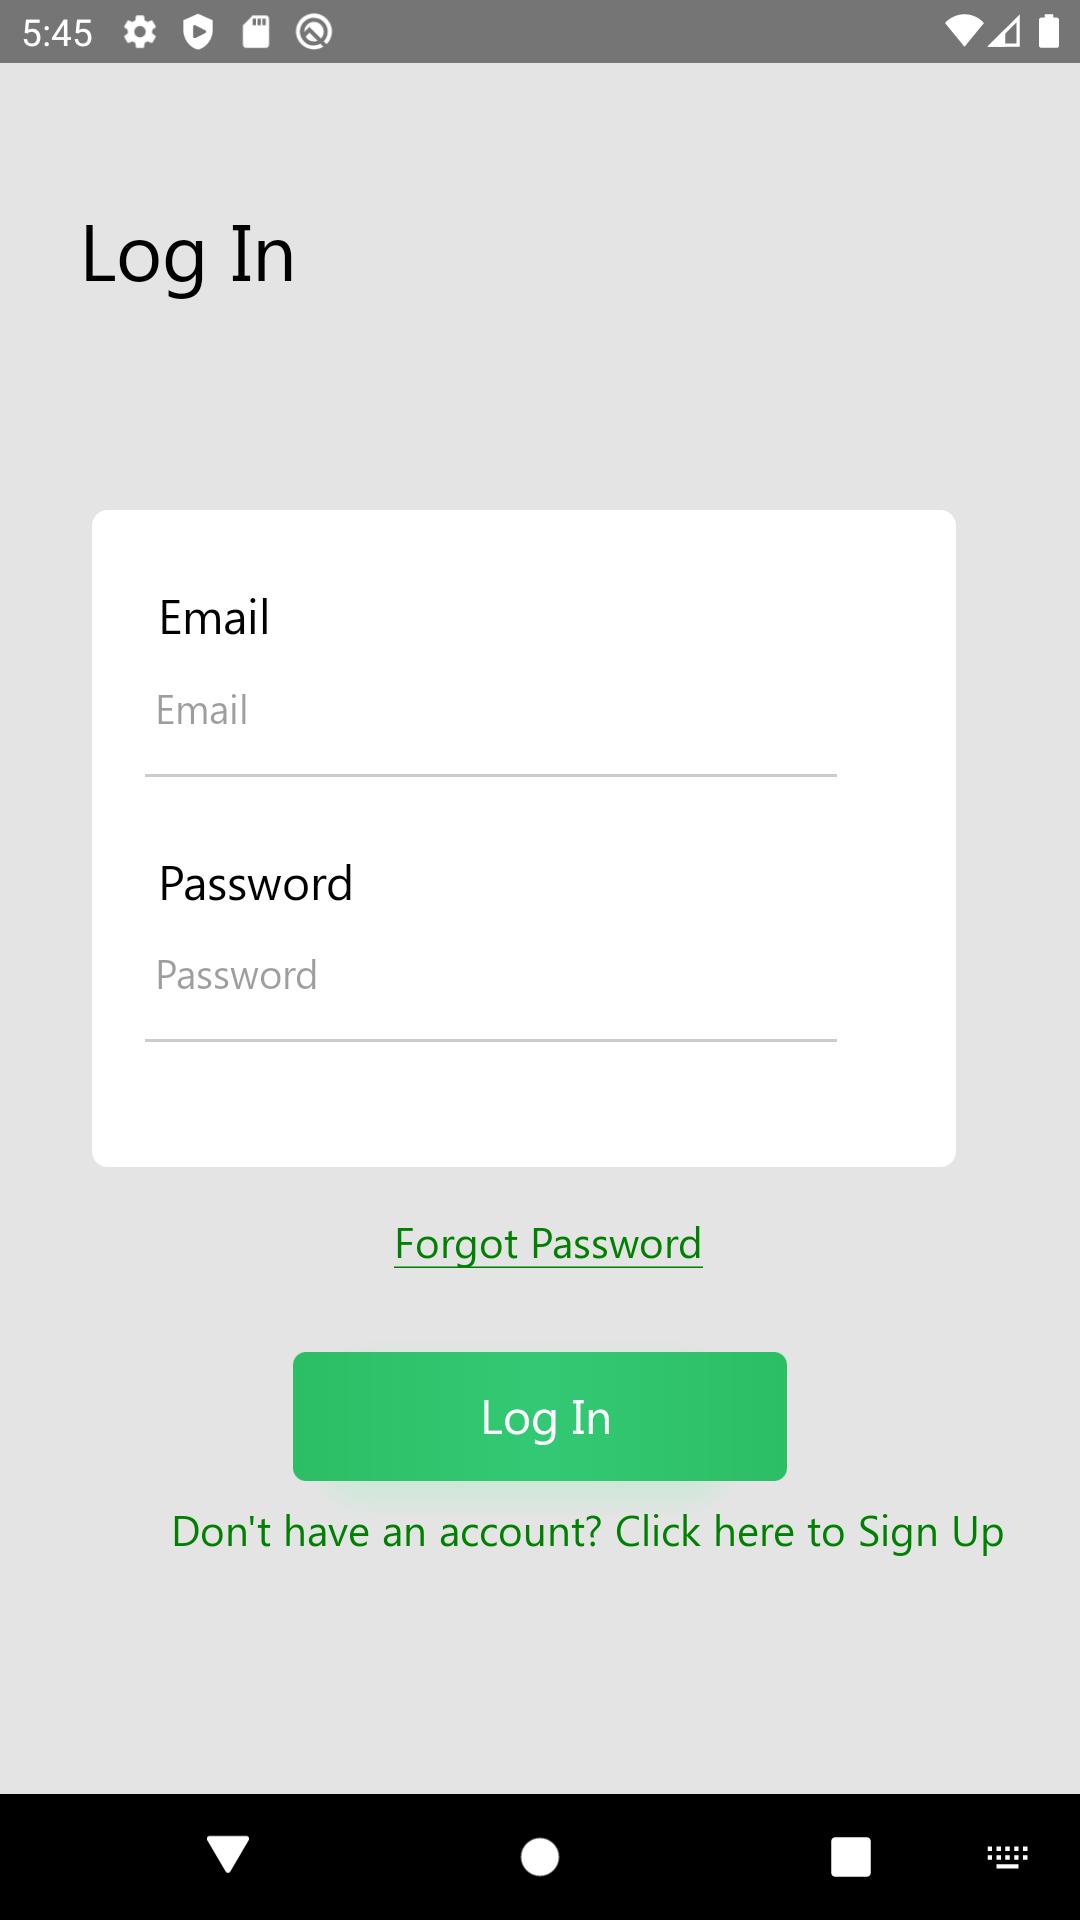 5:45
Log In
Email
Email
Password
Password
Forgot Password
Log In
Don't have an account? Click here to Sign Up